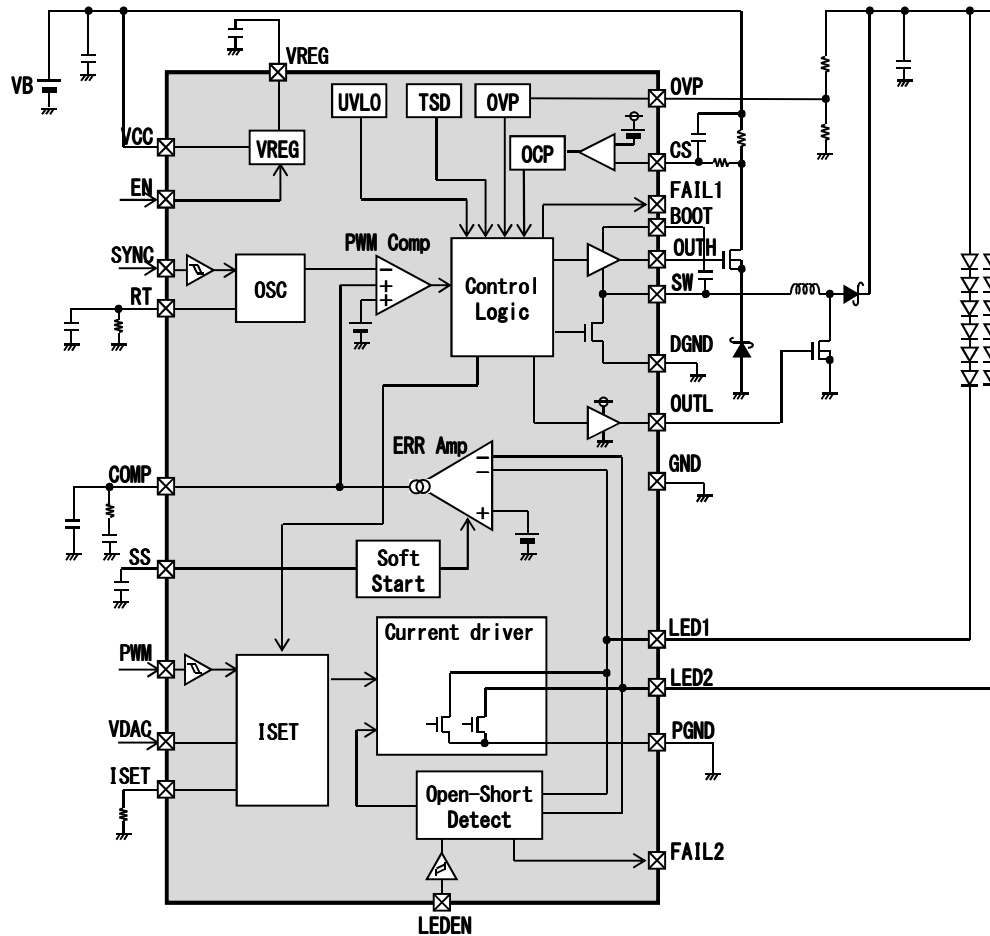 VREG
VB
OVP
UVLO
TSD
OVP
VCC
VREG
OCP
CS
EN
FAIL1
BOOT
SYNC
PWM Comp
OUTH
OSC
Control
Logic
SW
RT
DGND
OUTL
ERR Amp
COMP
GND
SS
Soft
Start
PWM
Current driver
LED1
LED2
VDAC
ISET
PGND
ISET
Open-Short
Detect
FAIL2
LEDEN